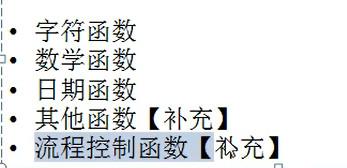 • 字符函数
• 数学函数
• 日期函数
• 其他函数【补充】
• 流程控制函数【补充】